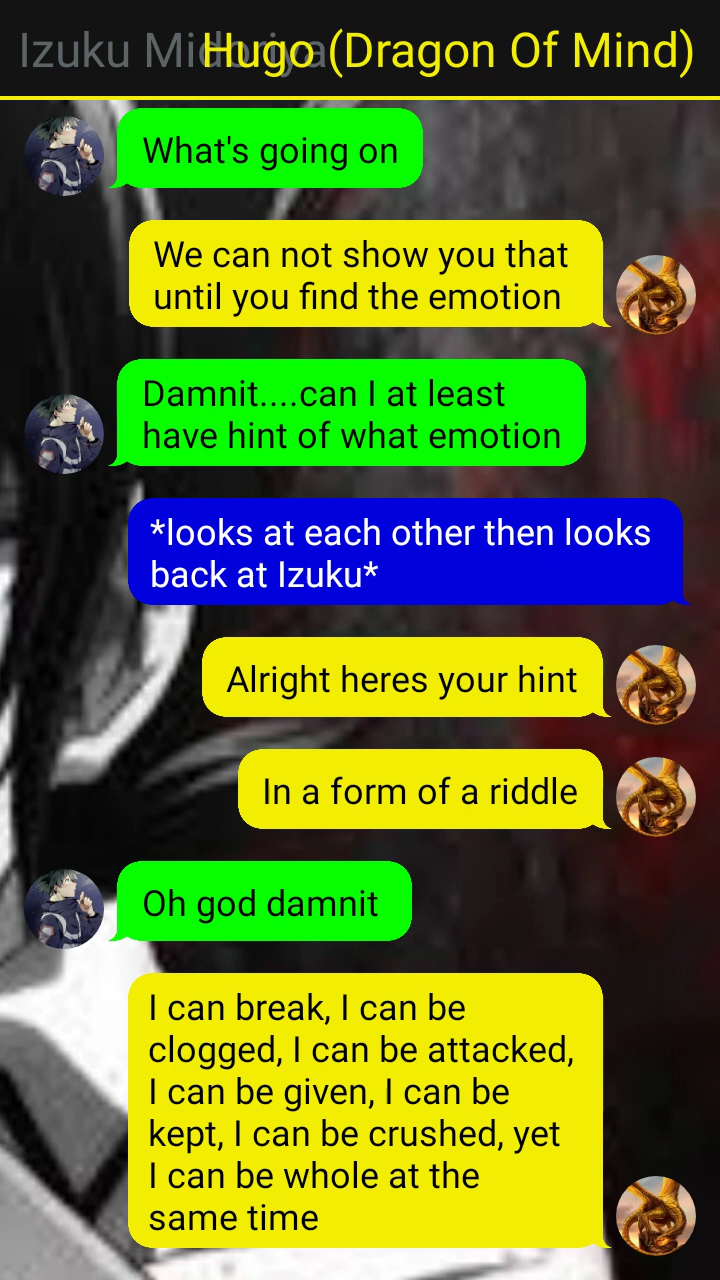 Izuku Midoriya
Hugo (Dragon Of Mind)
What's going on
We can not show you that
until you find the emotion
Damnit....can I at least
have hint of what emotion
*looks at each other then looks
back at Izuku*
Alright heres your hint
In a form of a riddle
Oh god damnit
I can break, I can be
clogged, I can be attacked,
I can be given, I can be
kept, I can be crushed, yet
I can be whole at the
same time